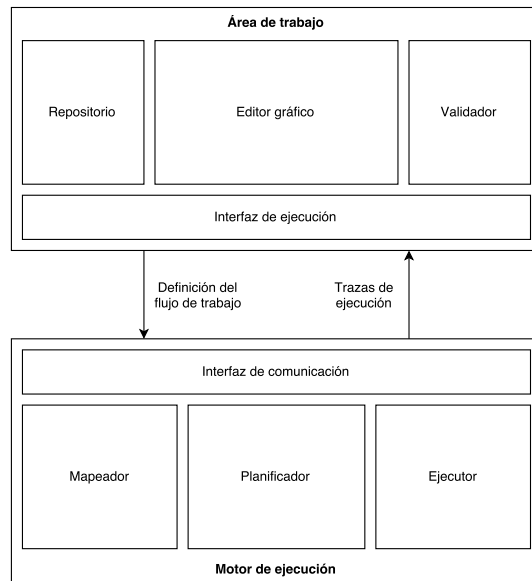 Área de trabajo
Repositorio
Editor gráfico
Validador
Interfaz de ejecución
Definición del
flujo de trabajo
Trazas de
ejecución
Interfaz de comunicación
Mapeador
Planificador
Ejecutor
Motor de ejecución